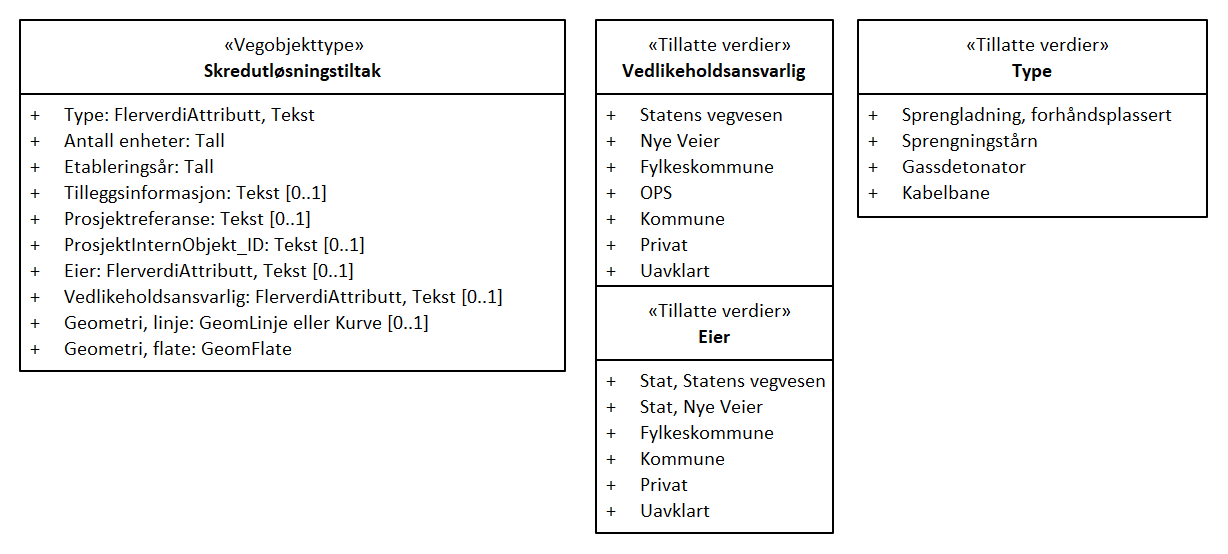 «Vegobjekttype»
Skredutløsningstiltak
+ Type: FlerverdiAttributt, Tekst
+ Antall enheter: Tall
+ Etableringsår: Tall
+ Tilleggsinformasjon: Tekst [0..1]
+ Prosjektreferanse: Tekst [0..1]
+ ProsjektInternObjekt_ID: Tekst [0..1]
+ Eier: FlerverdiAttributt, Tekst [0..1]
+ Vedlikeholdsansvarlig: FlerverdiAttributt, Tekst [0..1]
+ Geometri, linje: GeomLinje eller Kurve [0..1]
+ Geometri, flate: GeomFlate
«Tillatte verdier»
Vedlikeholdsansvarlig
+ Statens vegvesen
+ Nye Veier
+ Fylkeskommune
+ OPS
+ Kommune
+ Privat
+ Uavklart
«Tillatte verdier»
Eier
+ Stat, Statens vegvesen
+ Stat, Nye Veier
+ Fylkeskommune
+ Kommune
+ Privat
+ Uavklart
«Tillatte verdier»
Type
+ Sprengladning, forhåndsplassert
+ Sprengningstårn
+ Gassdetonator
+ Kabelbane